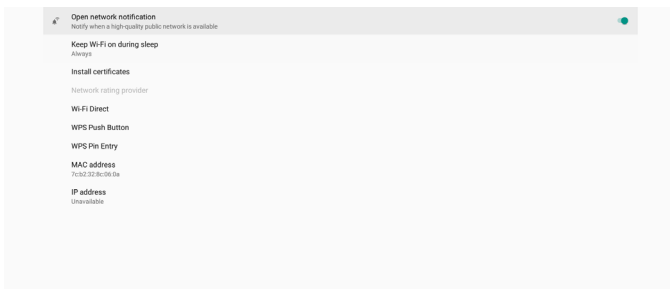 Open network notification
Notify when a high-quality public network is available
Keep Wi-Fi on during sleep
Always
Install certificates
Network rating provider
Wi-Fi Direct
WPS Push Button
WPS Pin Entry
MAC address
7c:b2:32:8c:06:0a
IP address
Unavailable